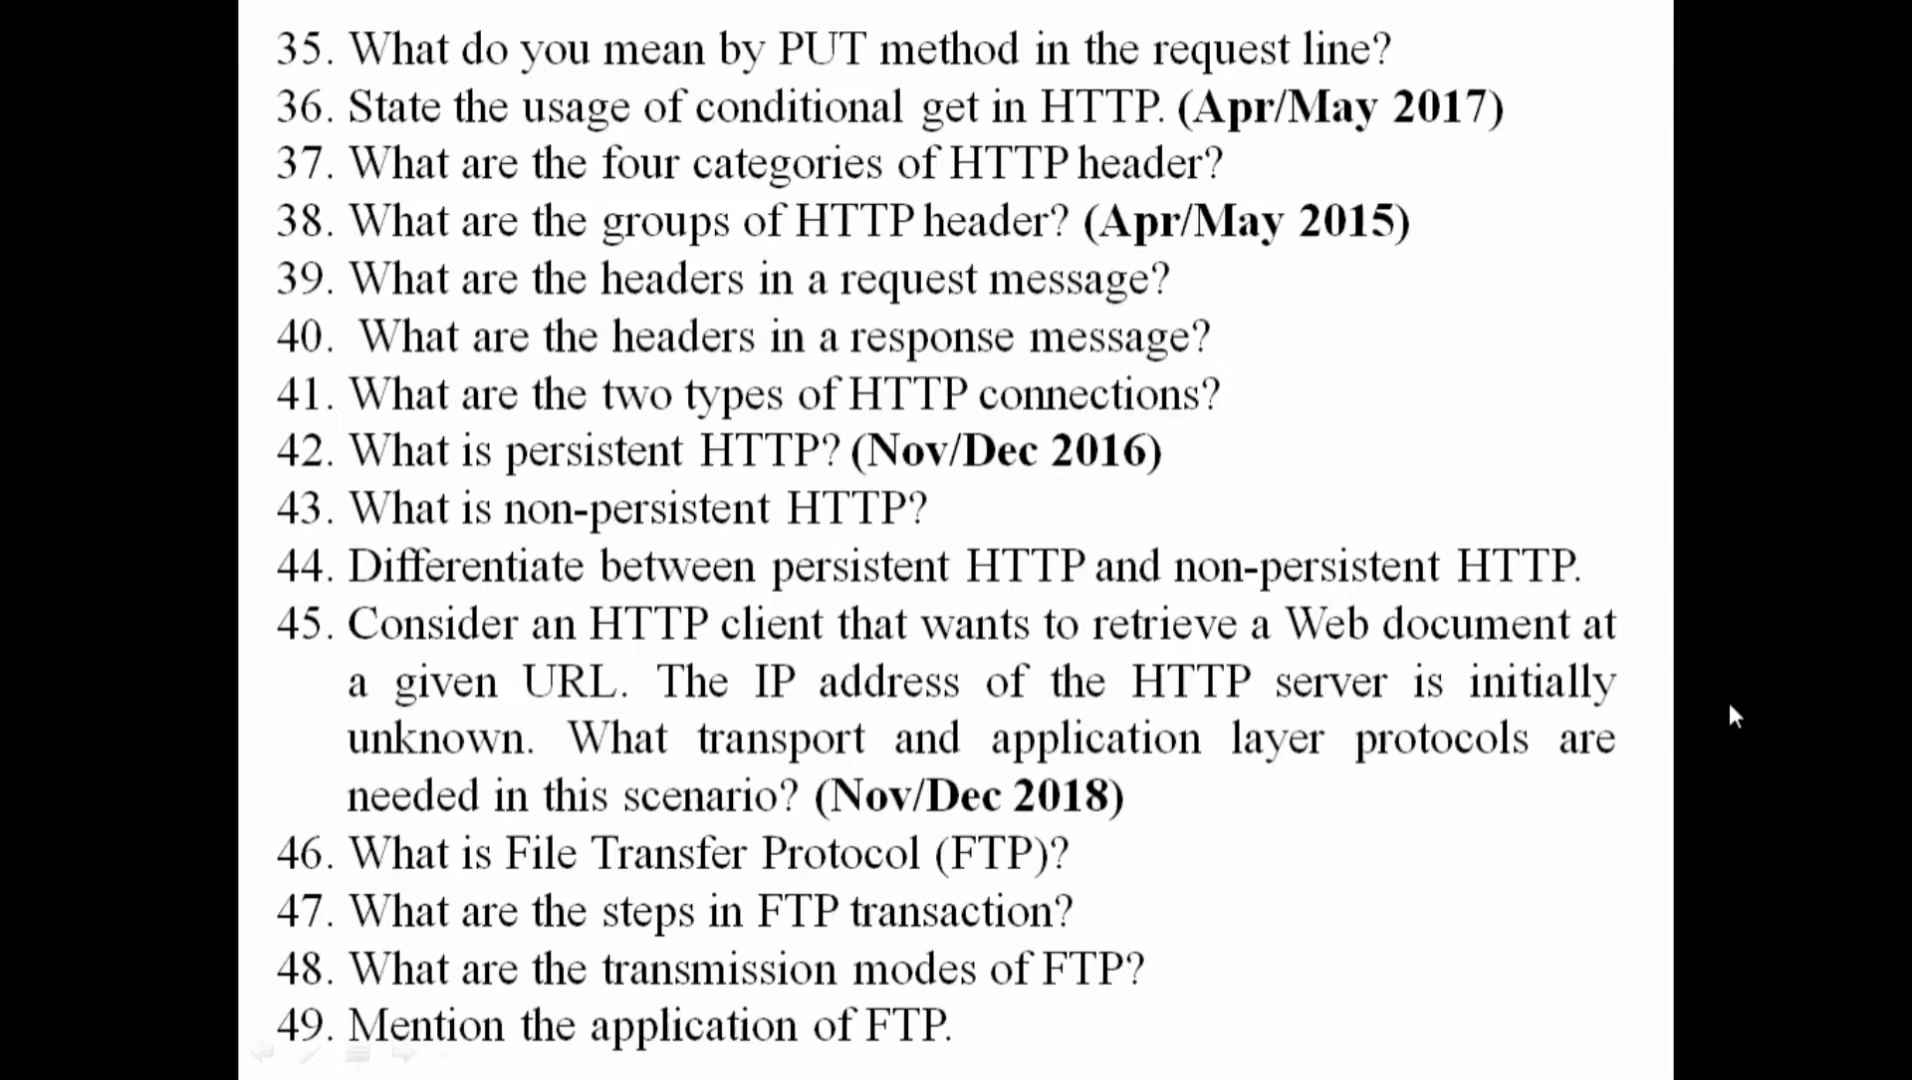 35. What do you mean by PUT method in the request line?
36. State the usage of conditional get in HTTP. (Apr/May 2017)
37. What are the four categories of HTTP header?
38. What are the groups of HTTP header? (Apr/May 2015)
39. What are the headers in a request message?
40. What are the headers in a response message?
41. What are the two types of HTTP connections?
42. What is persistent HTTP? (Nov/Dec 2016)
43. What is non-persistent HTTP?
44. Differentiate between persistent HTTP and non-persistent HTTP.
45. Consider an HTTP client that wants to retrieve a Web document at
a given URL. The IP address of the HTTP server is initially
unknown. What transport and application layer protocols are
needed in this scenario? (Nov/Dec 2018)
46. What is File Transfer Protocol (FTP)?
47. What are the steps in FTP transaction?
48. What are the transmission modes of FTP?
49. Mention the application of FTP.